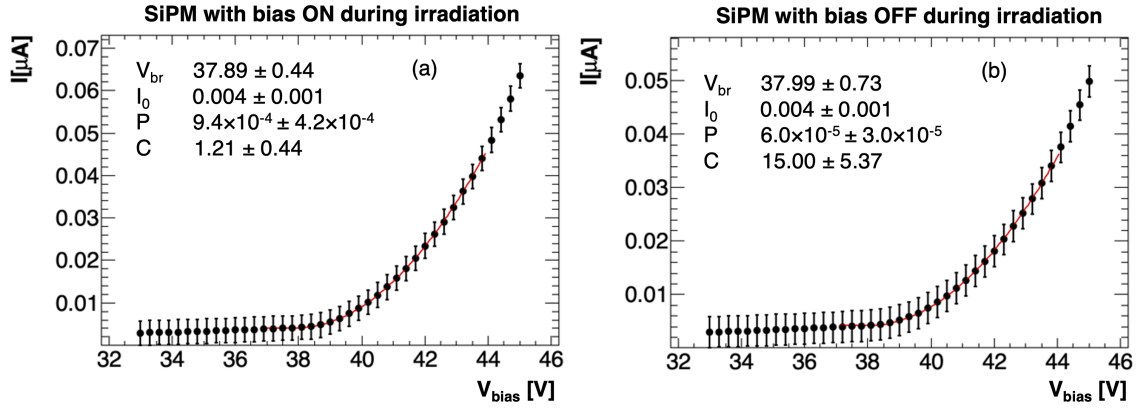 SiPM with bias ON during irradiation
I[μA]
(a)
V_br 37.89 ± 0.44
I_0 0.004 ± 0.001
P 9.4×10^-4 ± 4.2×10^-4
C 1.21 ± 0.44
0.07
0.06
0.05
0.04
0.03
0.02
0.01
32 34 36 38 40 42 44 46
V_bias [V]
SiPM with bias OFF during irradiation
I[μA]
(b)
V_br 37.99 ± 0.73
I_0 0.004 ± 0.001
P 6.0×10^-5 ± 3.0×10^-5
C 15.00 ± 5.37
0.05
0.04
0.03
0.02
0.01
32 34 36 38 40 42 44 46
V_bias [V]